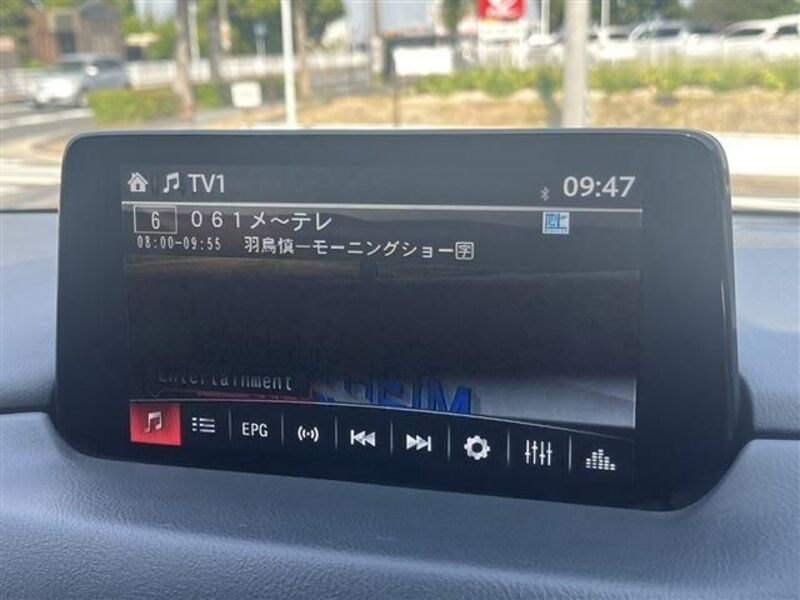 TV1
09:47
6 061メ〜テレ
08:00-09:55 羽鳥慎一モーニングショー字
Entertainment
EPG